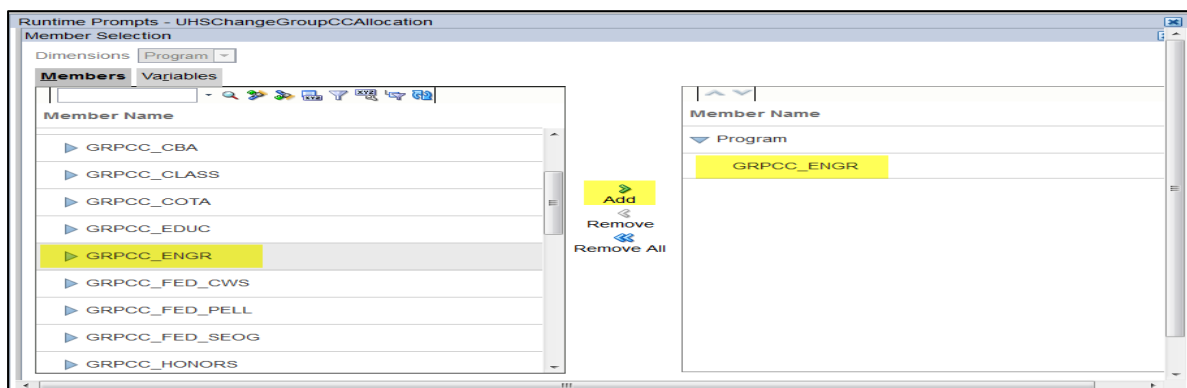 Runtime Prompts - UHSChangeGroupCCAllocation
Member Selection
Dimensions Program
Members Variables
Member Name
GRPCC_CBA
GRPCC_CLASS
GRPCC_COTA
GRPCC_EDUC
GRPCC_ENGR
GRPCC_FED_CWS
GRPCC_FED_PELL
GRPCC_FED_SEOG
GRPCC_HONORS
Add
Remove
Remove All
Member Name
Program
GRPCC_ENGR